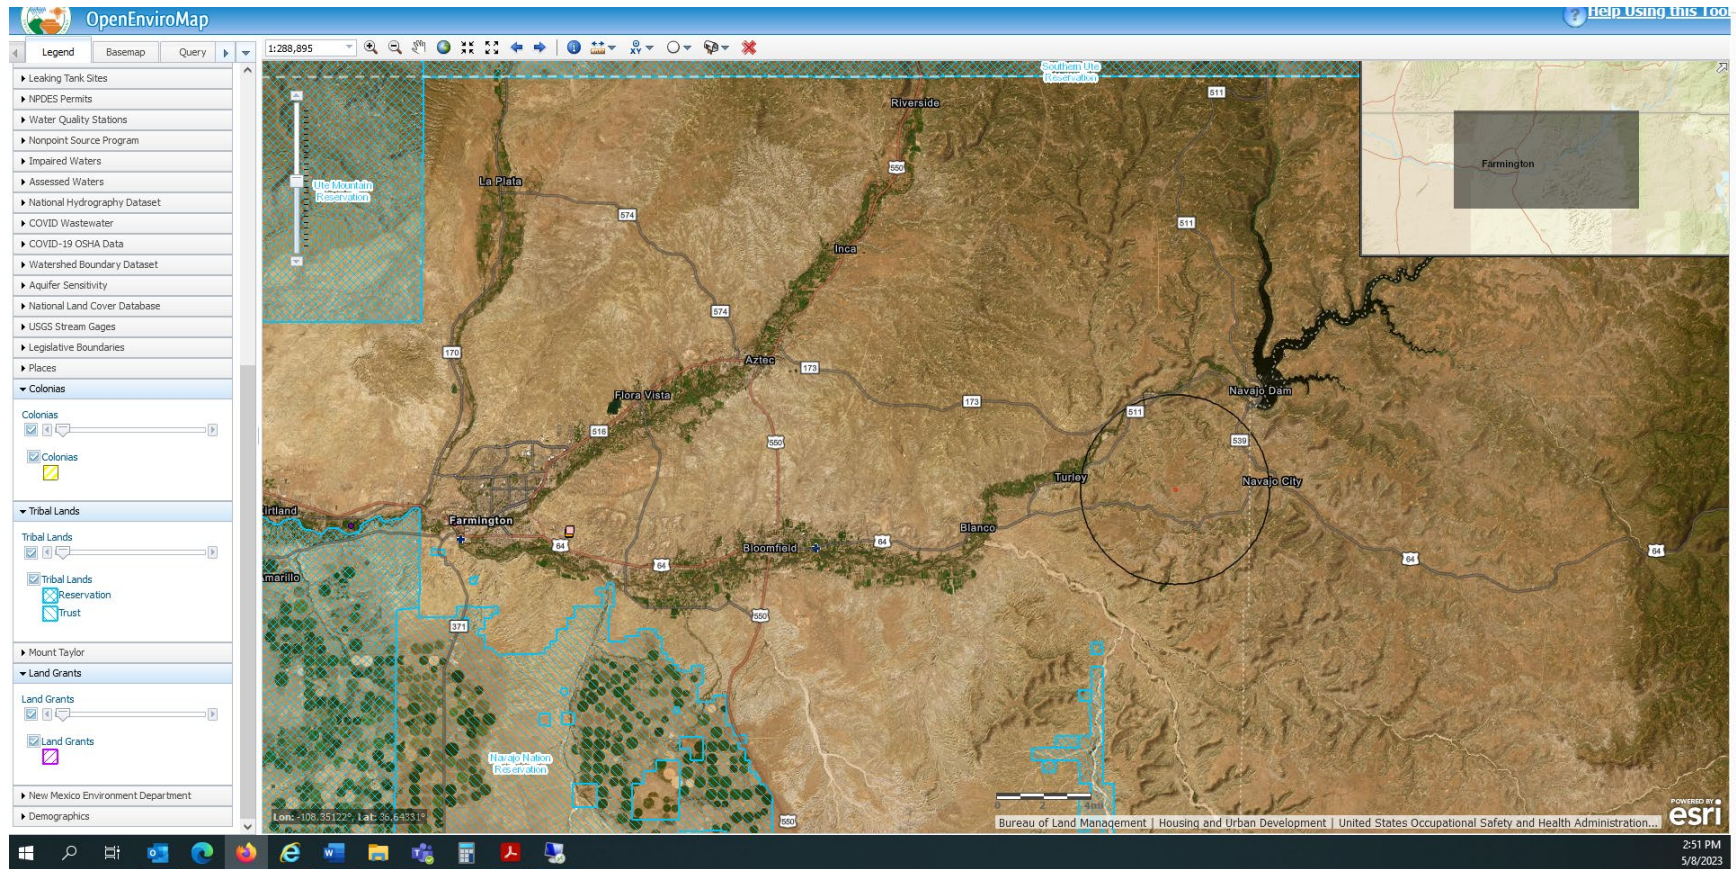 OpenEnviroMap
Help Using this Too
Legend
Basemap
Query
1:288,895
Leaking Tank Sites
NPDES Permits
Water Quality Stations
Nonpoint Source Program
Impaired Waters
Assessed Waters
National Hydrography Dataset
COVID Wastewater
COVID-19 OSHA Data
Watershed Boundary Dataset
Aquifer Sensitivity
National Land Cover Database
USGS Stream Gages
Legislative Boundaries
Places
Colonias
Colonias
Colonias
Tribal Lands
Tribal Lands
Tribal Lands
Reservation
Trust
Mount Taylor
Land Grants
Land Grants
Land Grants
New Mexico Environment Department
Demographics
Southern Ute
Reservation
511
Riverside
550
La Plata
Ute Mountain
Reservation
574
511
Inca
574
170
Aztec
173
Flora Vista
173
Navajo Dam
511
516
550
539
Turley
Navajo City
irtland
Farmington
Blanco
64
Bloomfield
64
64
64
64
amarillo
550
371
Navajo Nation
Reservation
550
Farmington
0 2 4mi
Lon: -108.35122°, Lat: 36.64331°
Bureau of Land Management | Housing and Urban Development | United States Occupational Safety and Health Administration...
POWERED BY
esri
2:51 PM
5/8/2023